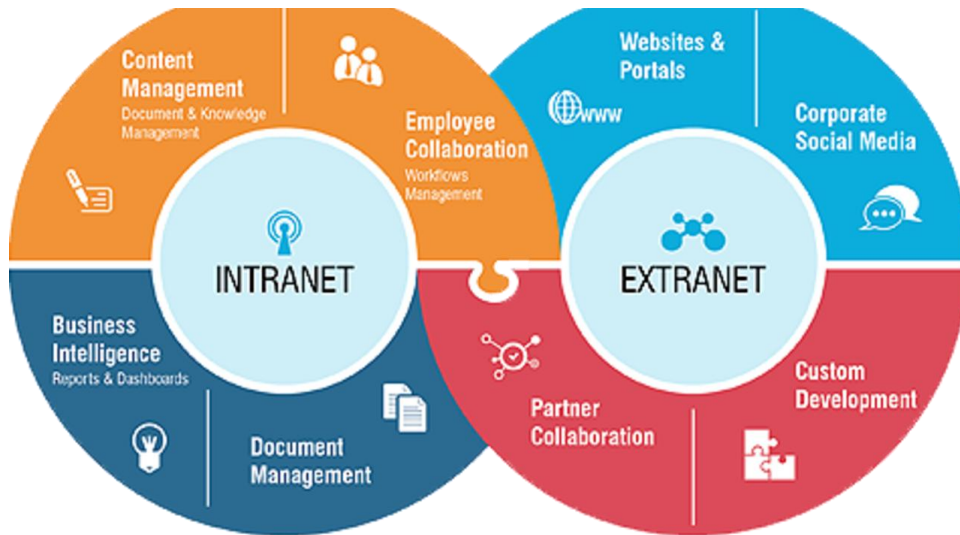 Content
Management
Document & Knowledge
Management
Employee
Collaboration
Workflows
Management
INTRANET
Business
Intelligence
Reports & Dashboards
Document
Management
Websites &
Portals
WWW
Corporate
Social Media
EXTRANET
Partner
Collaboration
Custom
Development